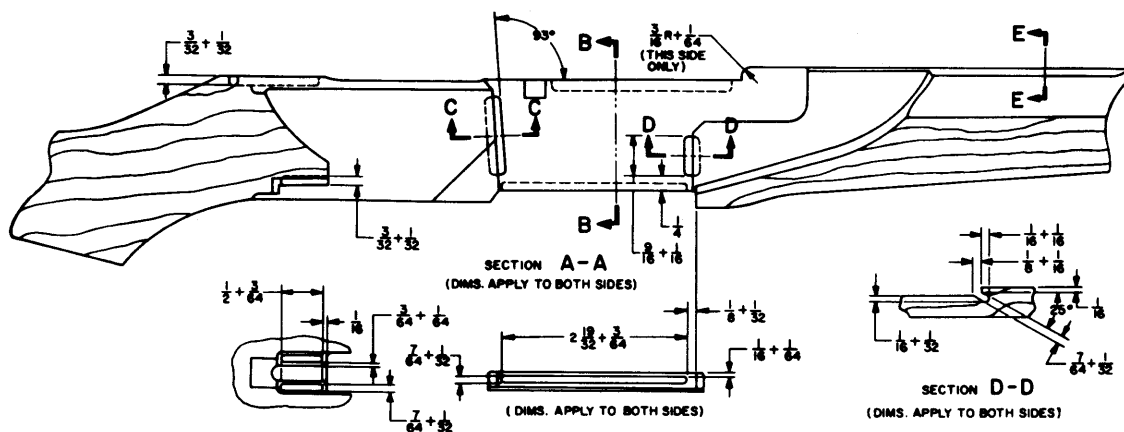 3/32 + 1/32
93°
B
3/16 R + 1/64
(THIS SIDE
ONLY)
E
C C
D D
E
B
3/32 + 1/32
1/4
9/16 + 1/16
SECTION A-A
(DIMS. APPLY TO BOTH SIDES)
1/16 + 1/16
1/8 + 1/16
1/2 + 3/64
1/16
3/64 + 1/64
7/64 + 1/32
2 19/32 + 3/64
1/8 + 1/32
1/16 + 1/64
1/16 + 1/32
25°
1/16
7/64 + 1/32
7/64 + 1/32
(DIMS. APPLY TO BOTH SIDES)
SECTION D-D
(DIMS. APPLY TO BOTH SIDES)